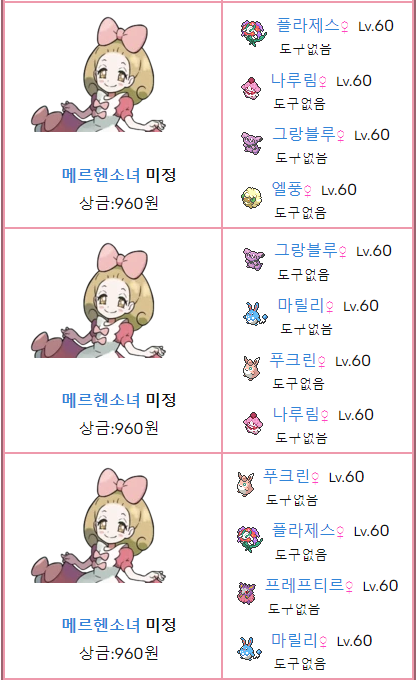 플라제스♀ Lv.60
도구없음
나루림♀ Lv.60
도구없음
그랑블루♀ Lv.60
도구없음
엘풍♀ Lv.60
도구없음
메르헨소녀 미정
상금:960원
그랑블루♀ Lv.60
도구없음
마릴리♀ Lv.60
도구없음
푸크린♀ Lv.60
도구없음
나루림♀ Lv.60
도구없음
메르헨소녀 미정
상금:960원
푸크린♀ Lv.60
도구없음
플라제스♀ Lv.60
도구없음
프레프티르♀ Lv.60
도구없음
마릴리♀ Lv.60
도구없음
메르헨소녀 미정
상금:960원